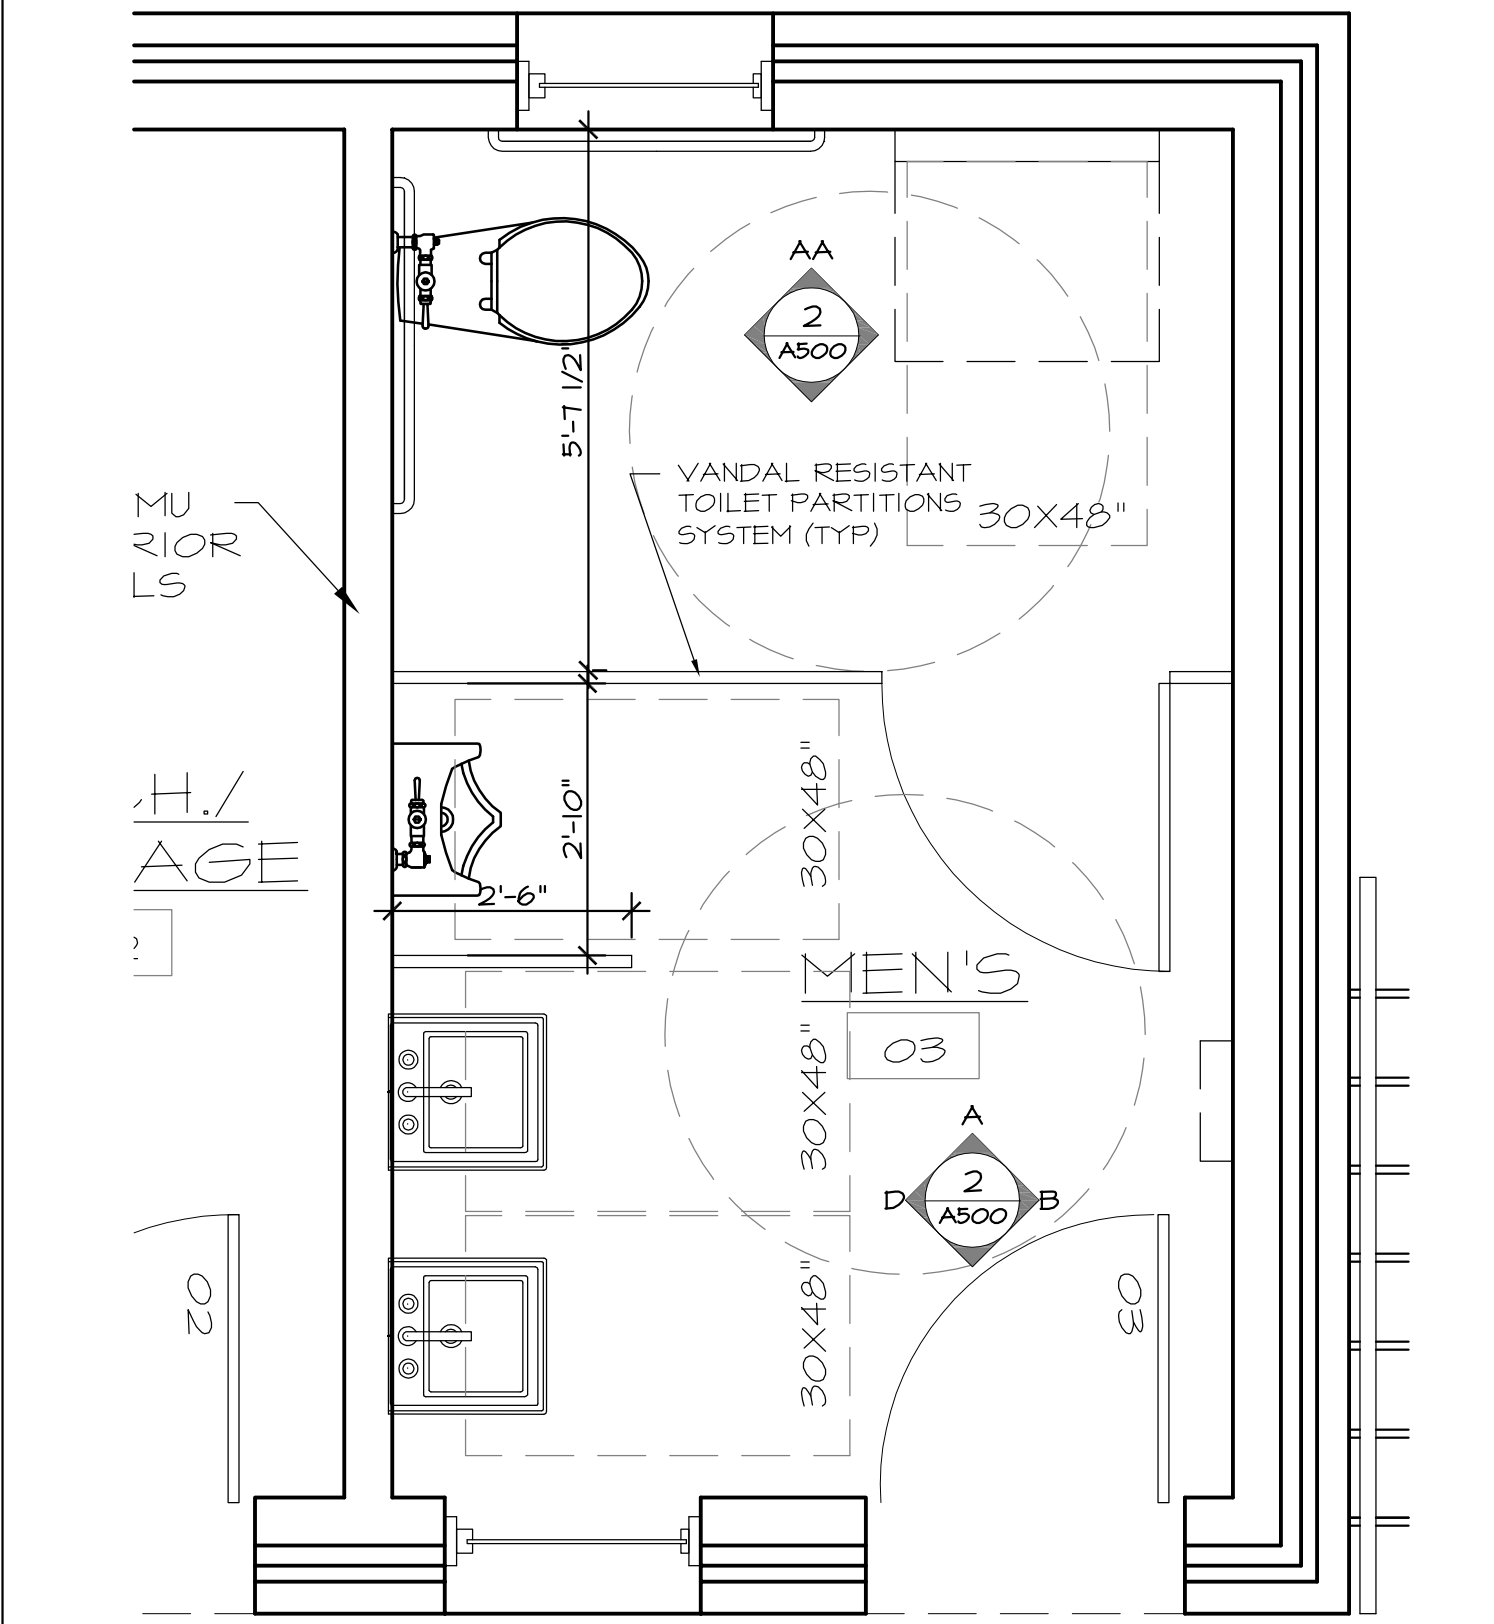 AA
2
A500
5'-7 1/2"
VANDAL RESISTANT
TOILET PARTITIONS
SYSTEM (TYP)
30X48"
MU
RIOR
LS
.H./
AGE
2'-10"
30X48"
2'-6"
MEN'S
03
30X48"
A
D
2
A500
B
30X48"
02
03